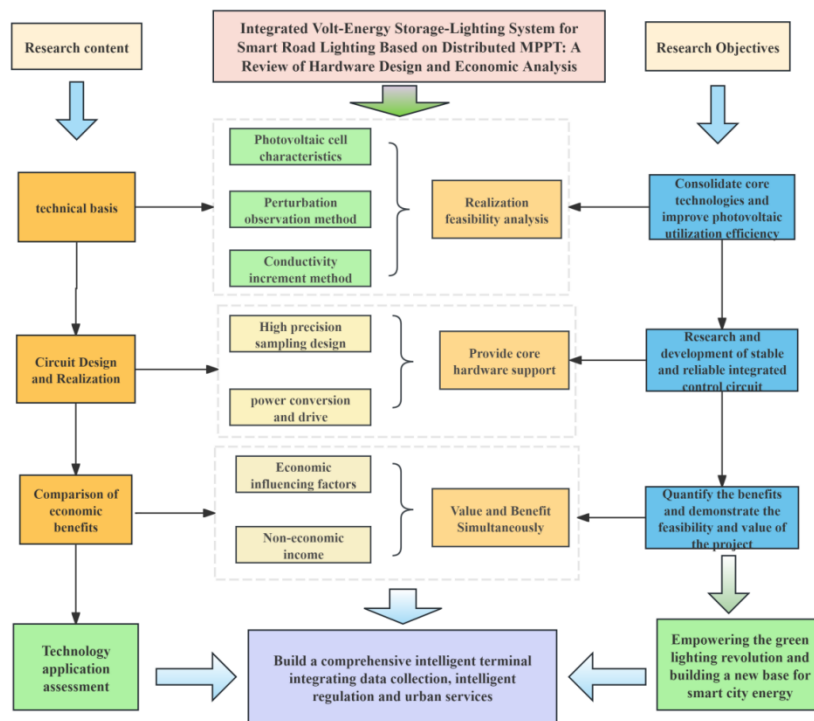 Research content
Integrated Volt-Energy Storage-Lighting System for
Smart Road Lighting Based on Distributed MPPT: A
Review of Hardware Design and Economic Analysis
Research Objectives
Photovoltaic cell
characteristics
technical basis
Perturbation
observation method
Realization
feasibility analysis
Consolidate core
technologies and
improve photovoltaic
utilization efficiency
Conductivity
increment method
High precision
sampling design
Circuit Design
and Realization
Provide core
hardware support
Research and
development of stable
and reliable integrated
control circuit
power conversion
and drive
Economic
influencing factors
Comparison of
economic
benefits
Value and Benefit
Simultaneously
Quantify the benefits
and demonstrate the
feasibility and value of
the project
Non-economic
income
Technology
application
assessment
Build a comprehensive intelligent terminal
integrating data collection, intelligent
regulation and urban services
Empowering the green
lighting revolution and
building a new base for
smart city energy